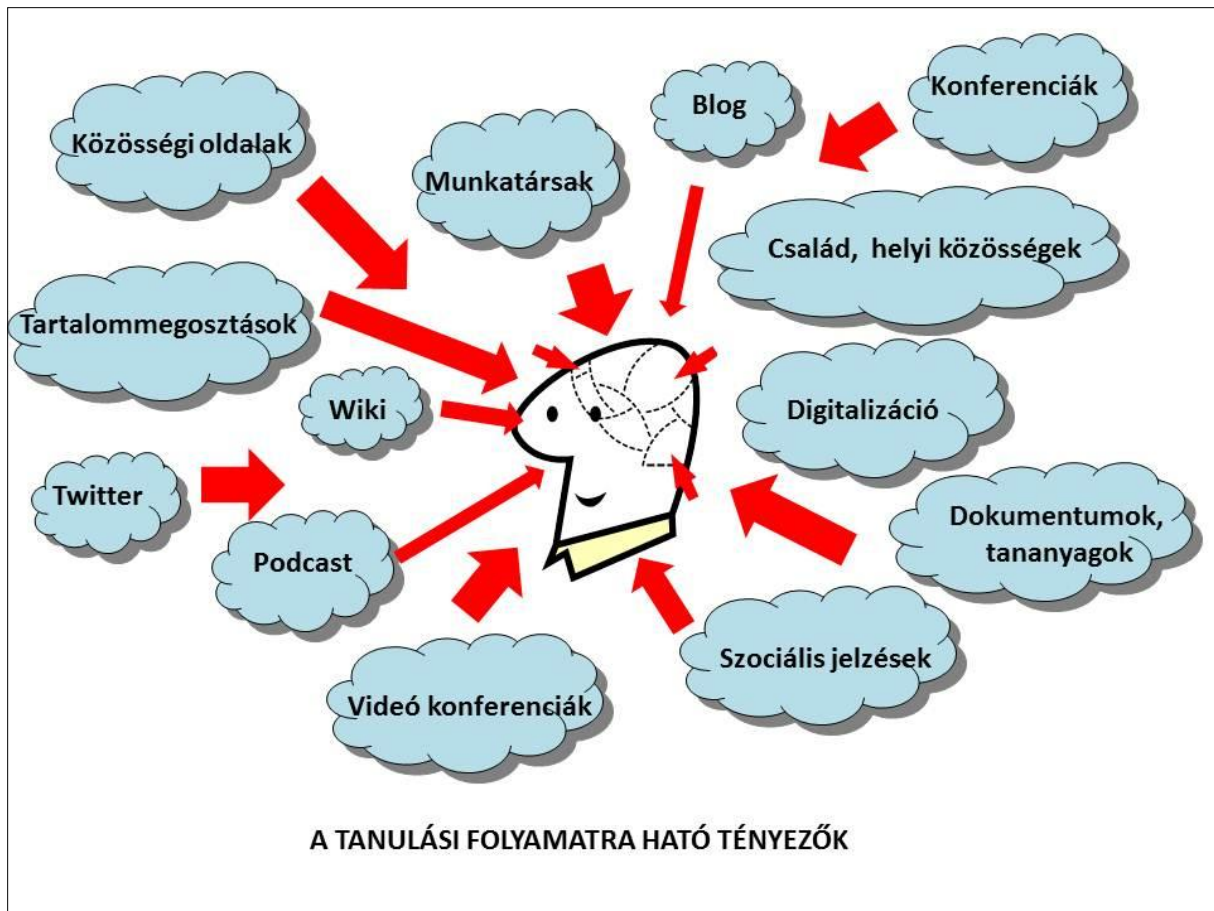 Közösségi oldalak
Munkatársak
Blog
Konferenciák
Család, helyi közösségek
Tartalommegosztások
Wiki
Digitalizáció
Twitter
Podcast
Dokumentumok,
tananyagok
Szociális jelzések
Videó konferenciák
A TANULÁSI FOLYAMATRA HATÓ TÉNYEZŐK